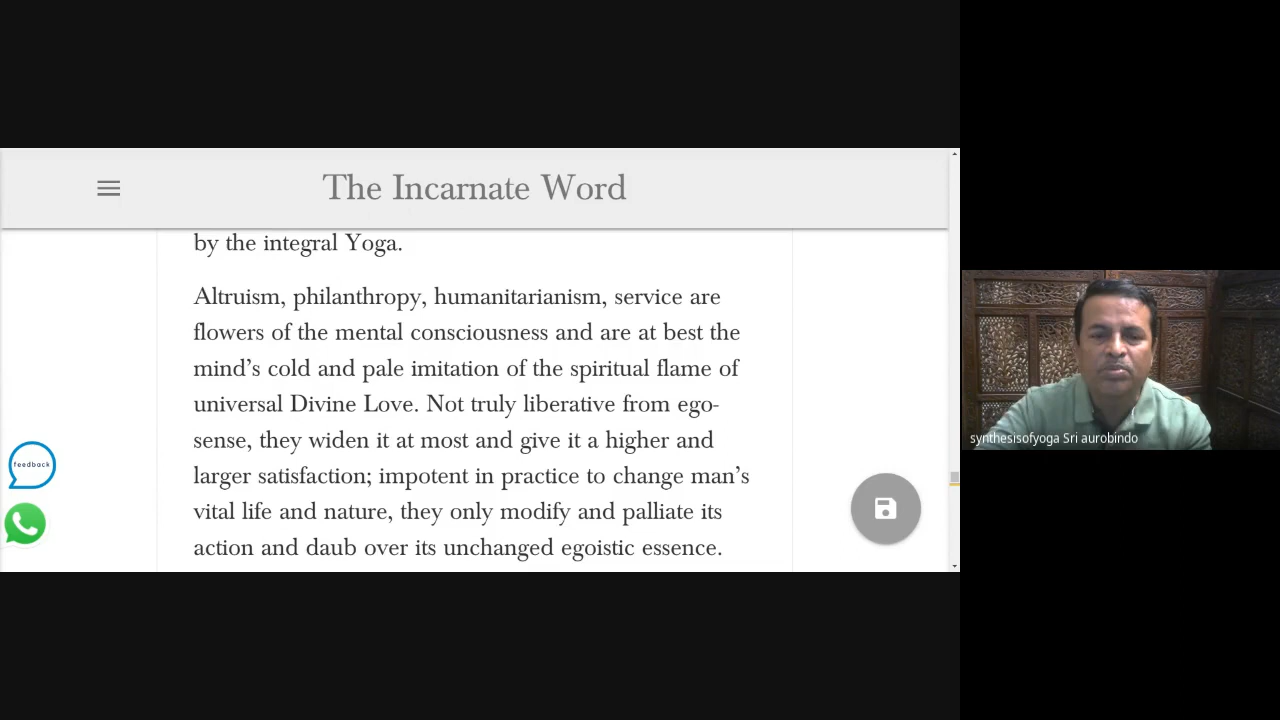 The Incarnate Word
by the integral Yoga.
Altruism, philanthropy, humanitarianism, service are
flowers of the mental consciousness and are at best the
mind’s cold and pale imitation of the spiritual flame of
universal Divine Love. Not truly liberative from ego-
sense, they widen it at most and give it a higher and
larger satisfaction; impotent in practice to change man’s
vital life and nature, they only modify and palliate its
action and daub over its unchanged egoistic essence.
feedback
synthesisofyoga Sri aurobindo